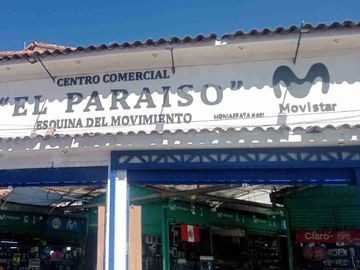 CENTRO COMERCIAL
"EL PARAISO"
ESQUINA DEL MOVIMIENTO
Movistar
Claro